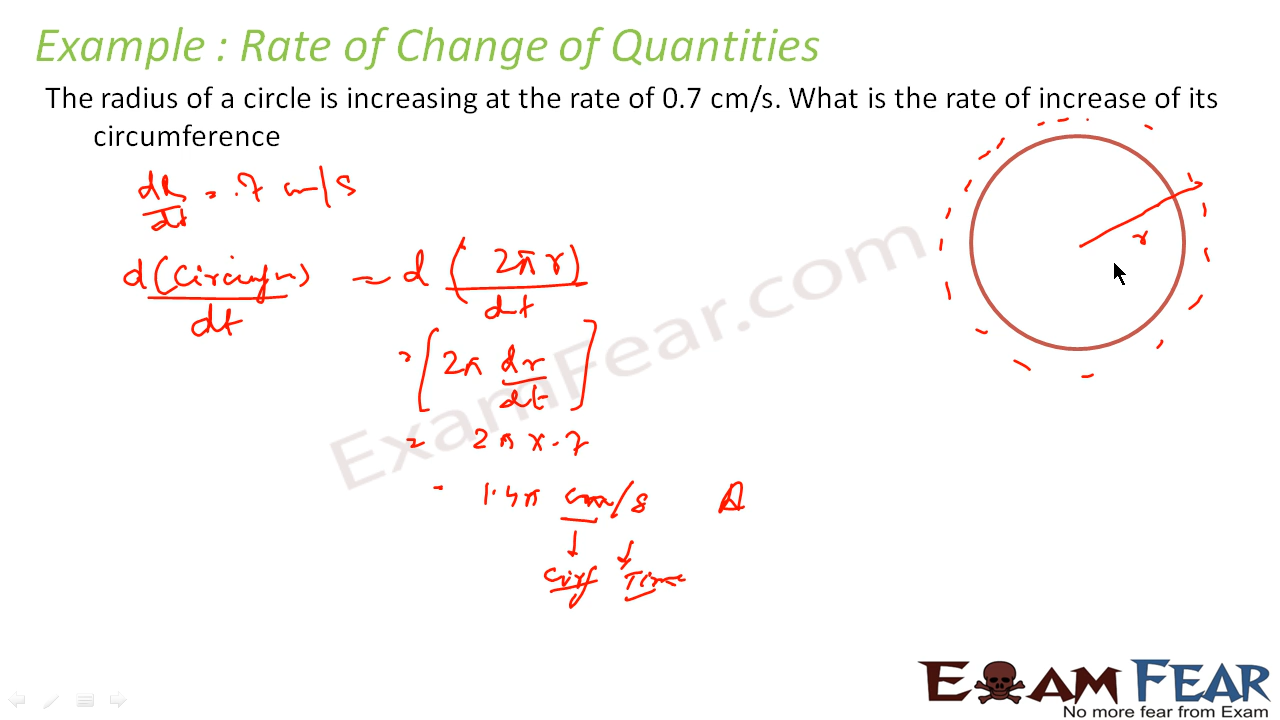 Example : Rate of Change of Quantities
The radius of a circle is increasing at the rate of 0.7 cm/s. What is the rate of increase of its
circumference
dR/dt = .7 cm/s
d(Circumfn)/dt = d(2πr)/dt
= [2π dr/dt]
= 2π x .7
= 1.4π cm/s A
Cirf Time
r
ExamFear.com
EXAM FEAR
No more fear from Exam